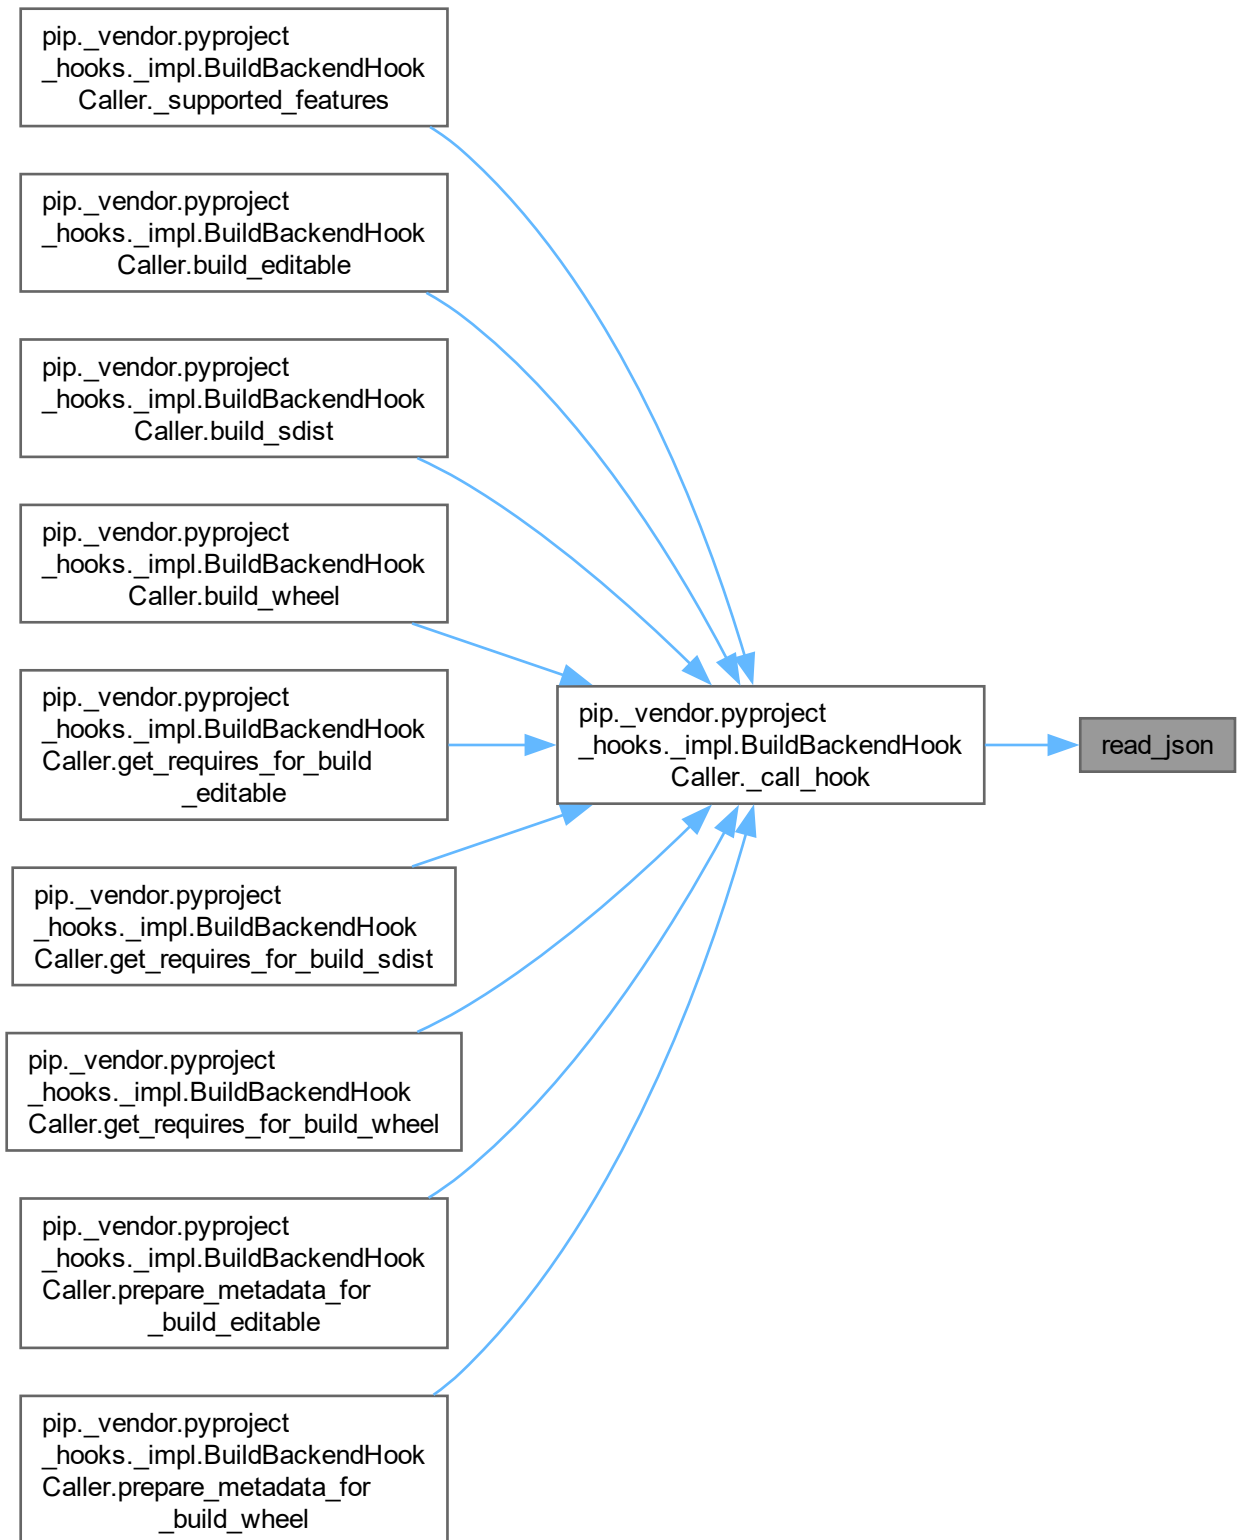 pip._vendor.pyproject
_hooks._impl.BuildBackendHook
Caller._supported_features
pip._vendor.pyproject
_hooks._impl.BuildBackendHook
Caller.build_editable
pip._vendor.pyproject
_hooks._impl.BuildBackendHook
Caller.build_sdist
pip._vendor.pyproject
_hooks._impl.BuildBackendHook
Caller.build_wheel
pip._vendor.pyproject
_hooks._impl.BuildBackendHook
Caller.get_requires_for_build
_editable
pip._vendor.pyproject
_hooks._impl.BuildBackendHook
Caller.get_requires_for_build_sdist
pip._vendor.pyproject
_hooks._impl.BuildBackendHook
Caller.get_requires_for_build_wheel
pip._vendor.pyproject
_hooks._impl.BuildBackendHook
Caller.prepare_metadata_for
_build_editable
pip._vendor.pyproject
_hooks._impl.BuildBackendHook
Caller.prepare_metadata_for
_build_wheel
pip._vendor.pyproject
_hooks._impl.BuildBackendHook
Caller._call_hook
read_json